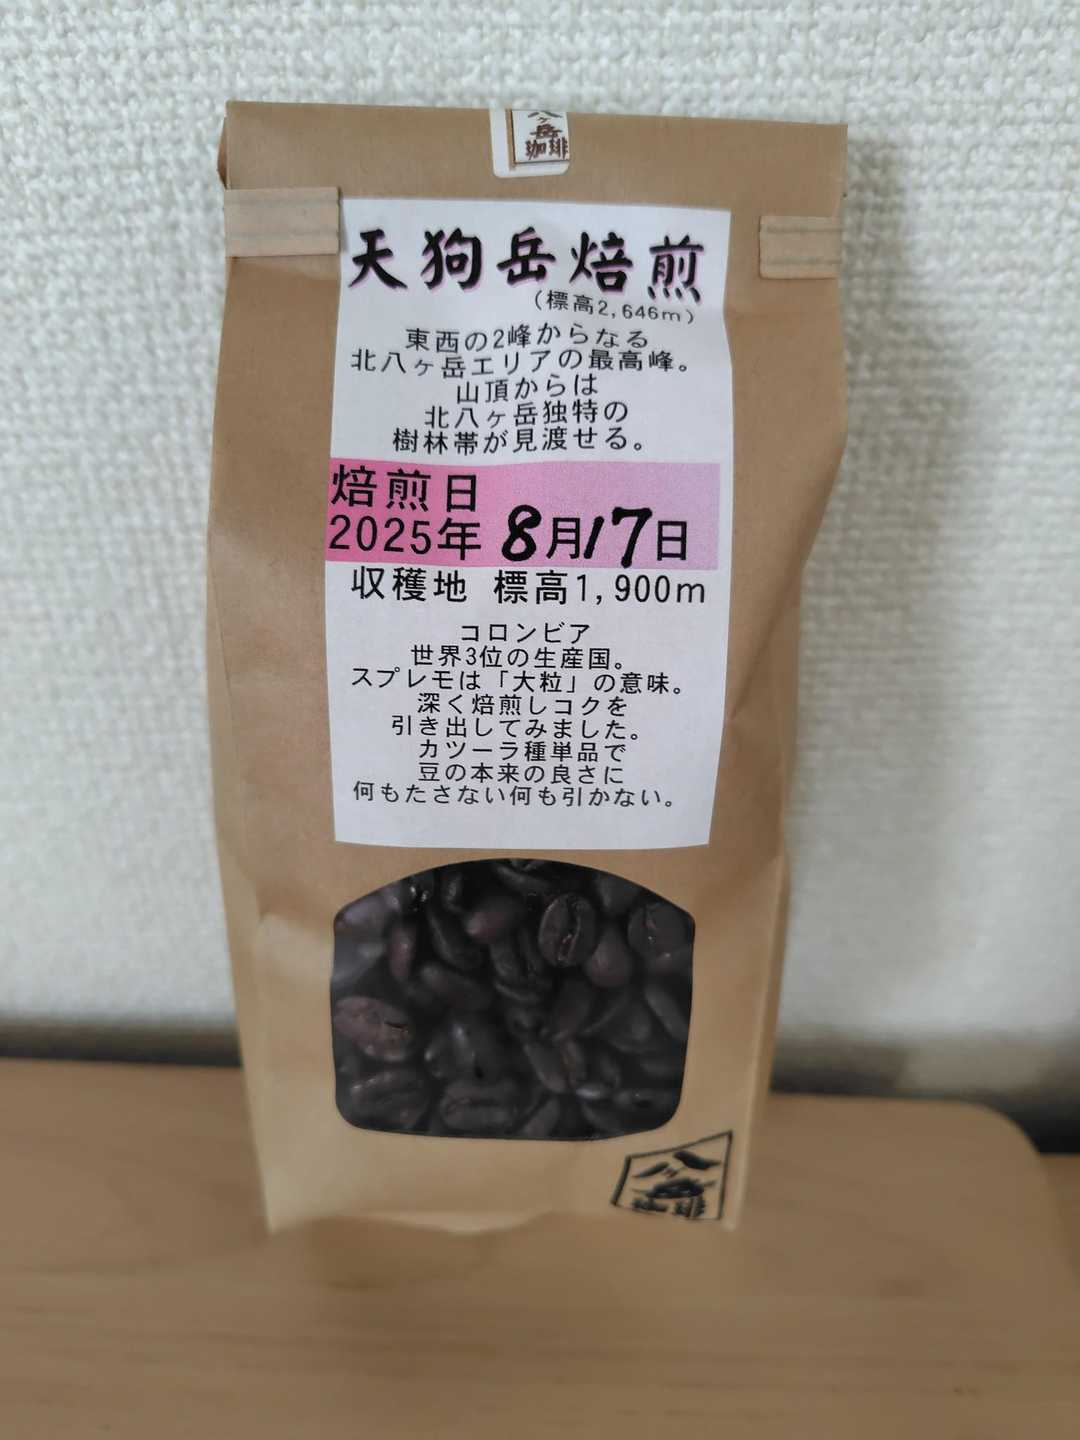 八ヶ岳
珈琲
天狗岳焙煎
(標高2,646m)
東西の2峰からなる
北八ヶ岳エリアの最高峰。
山頂からは
北八ヶ岳独特の
樹林帯が見渡せる。
焙煎日
2025年 8月17日
収穫地 標高1,900m
コロンビア
世界3位の生産国。
スプレモは「大粒」の意味。
深く焙煎しコクを
引き出してみました。
カツーラ種単品で
豆の本来の良さに
何もたさない何も引かない。
八ヶ岳
珈琲